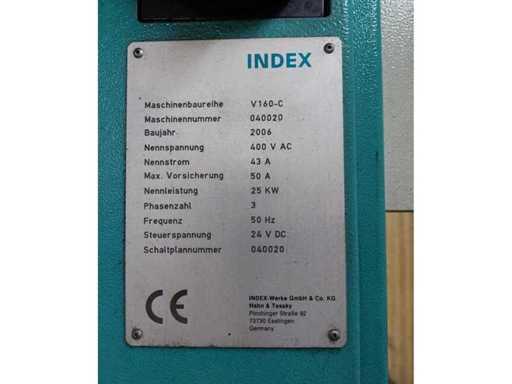 INDEX
Maschinenbaureihe V160-C
Maschinennummer 040020
Baujahr 2006
Nennspannung 400 V AC
Nennstrom 43 A
Max. Vorsicherung 50 A
Nennleistung 25 KW
Phasenzahl 3
Frequenz 50 Hz
Steuerspannung 24 V DC
Schaltplannummer 040020
CE
INDEX-Werke GmbH & Co. KG
Hahn & Tessky
Plochinger Straße 92
73730 Esslingen
Germany